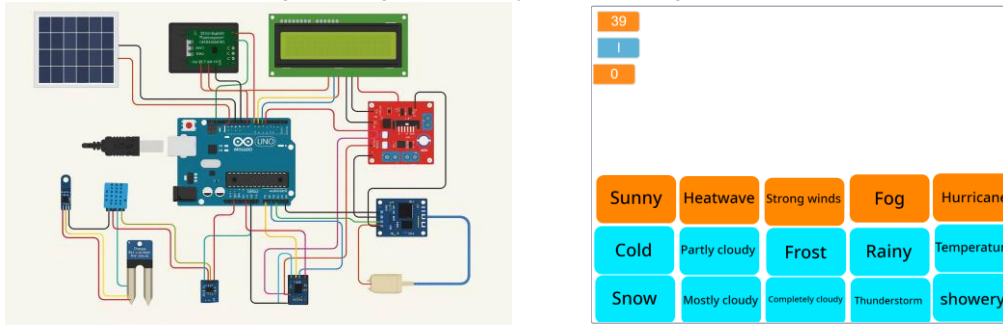 UNO
39
I
0
Sunny
Heatwave
Strong winds
Fog
Hurricane
Cold
Partly cloudy
Frost
Rainy
Temperatur
Snow
Mostly cloudy
Completely cloudy
Thunderstorm
showery